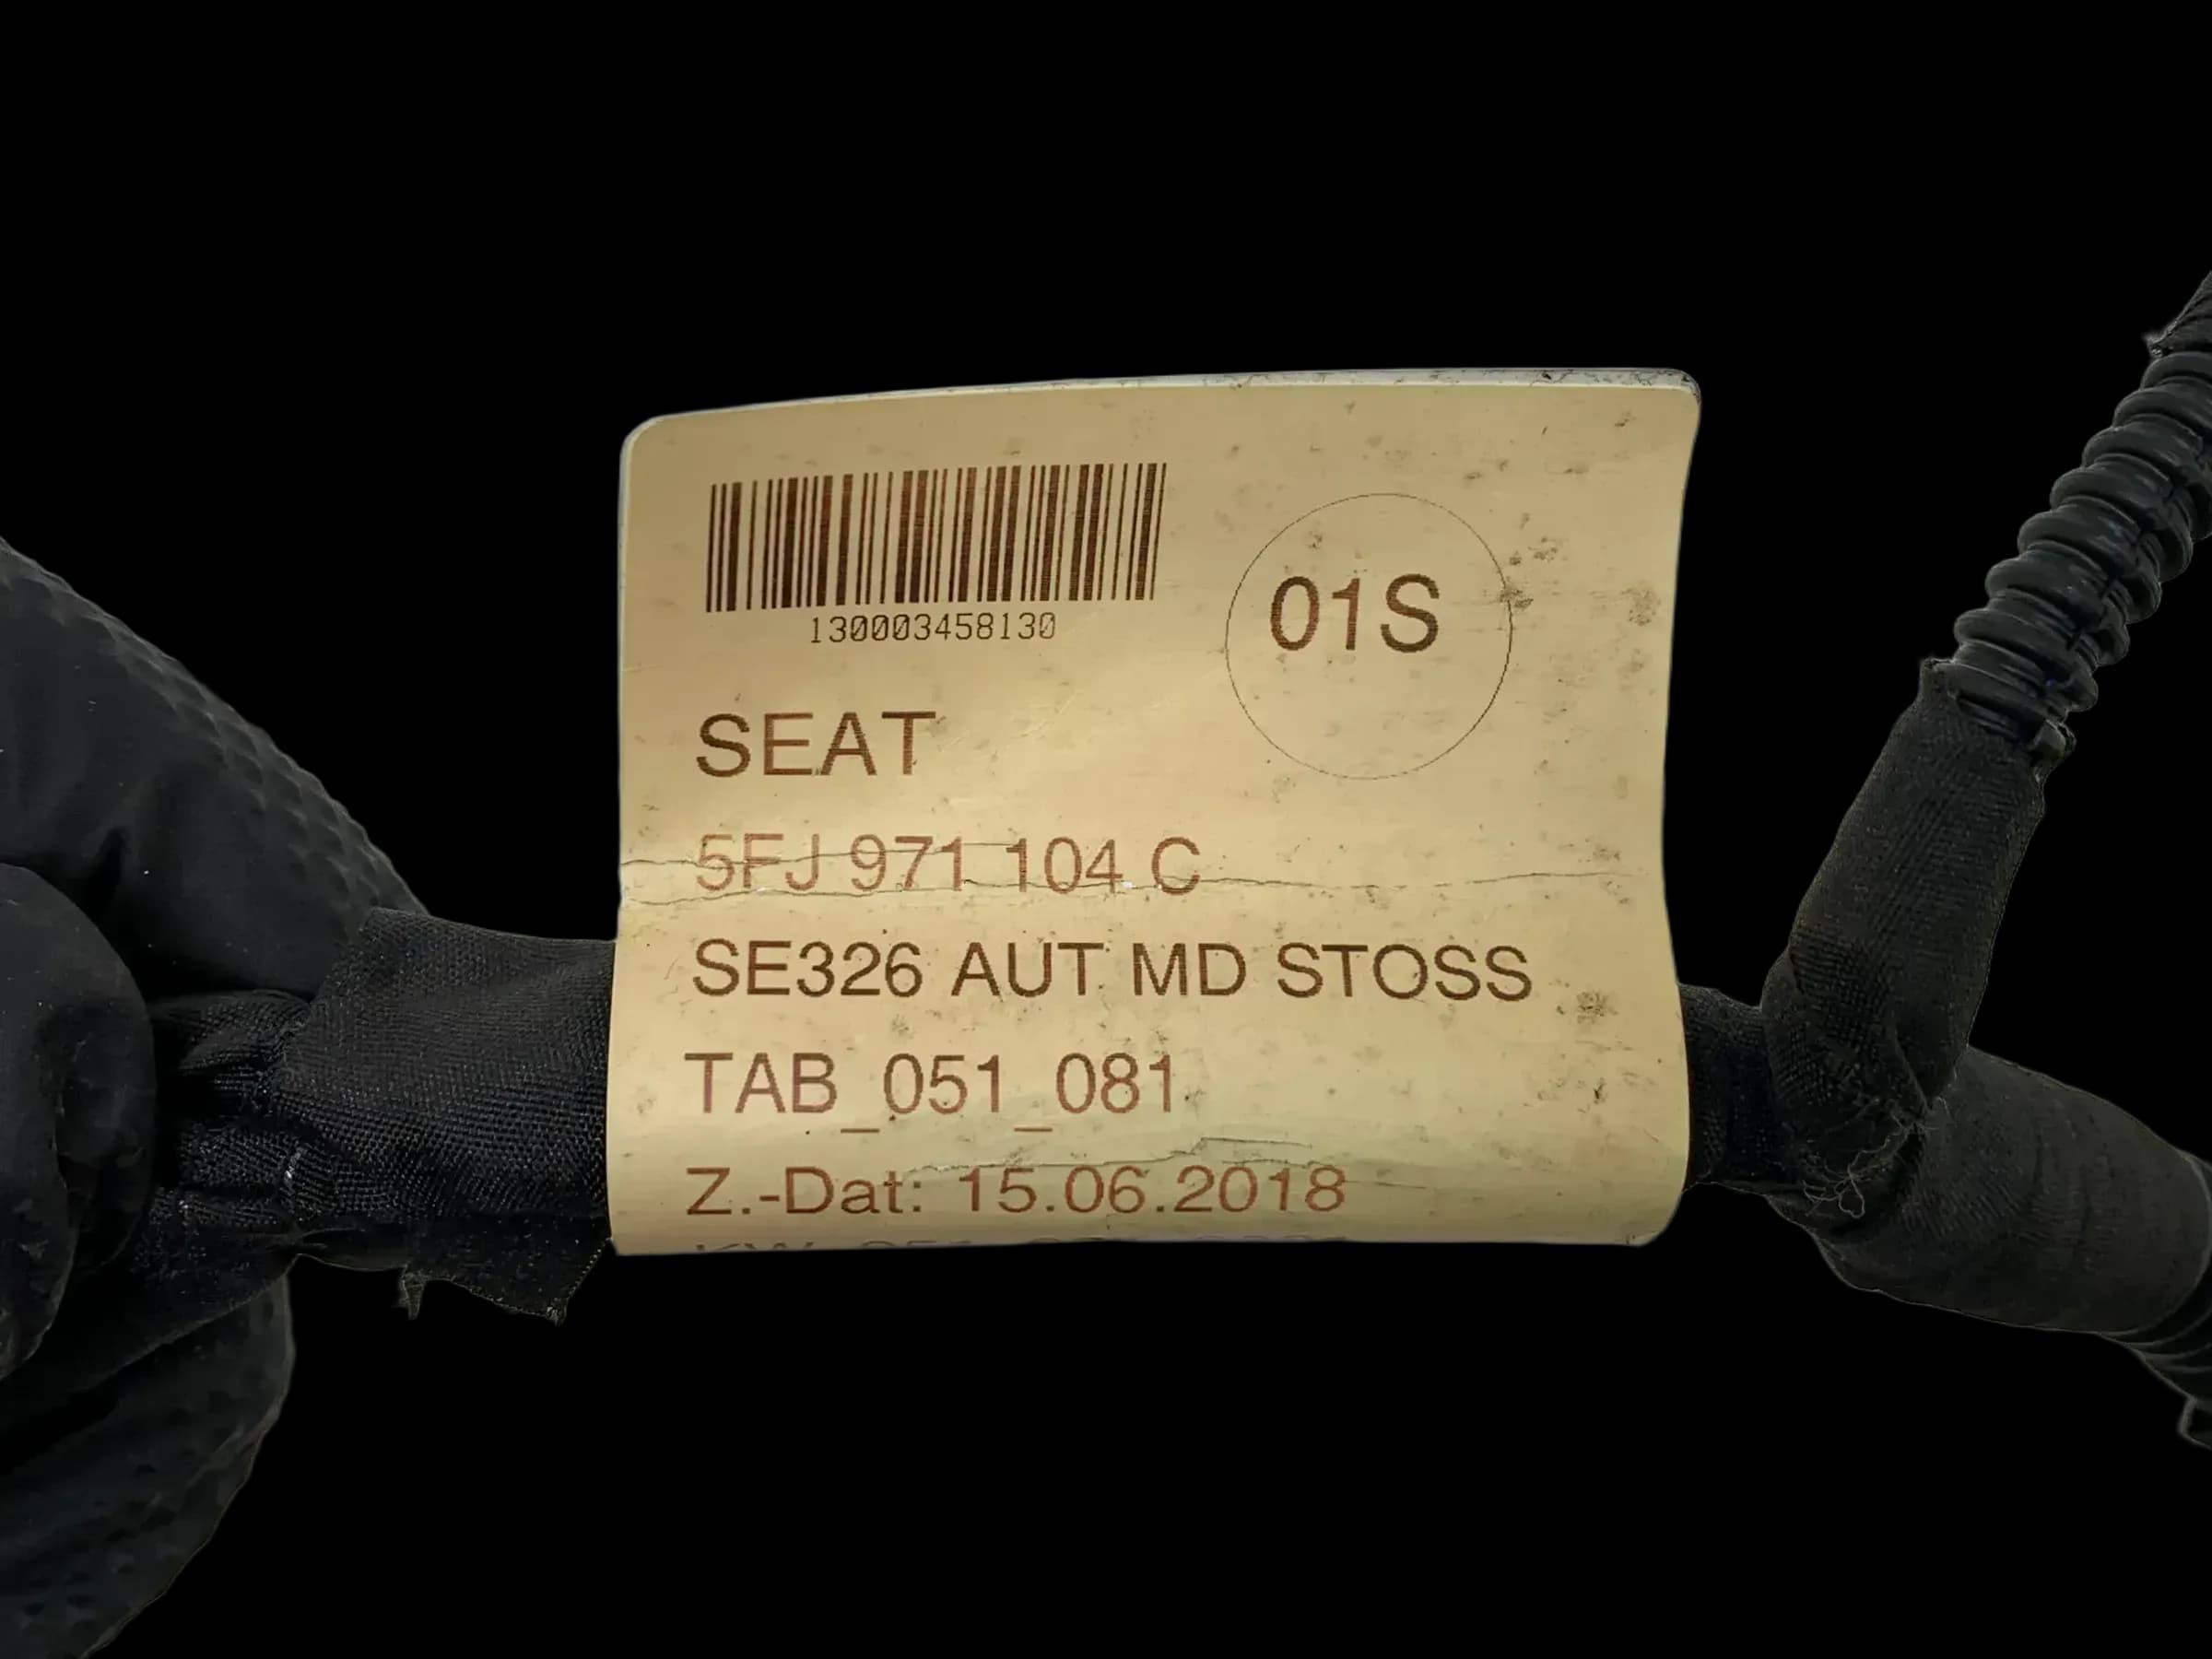 130003458130
01S
SEAT
5FJ 971 104 C
SE326 AUT MD STOSS
TAB_051_081
Z.-Dat: 15.06.2018